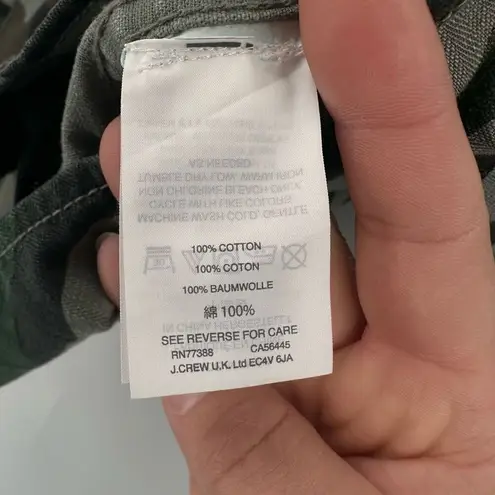 100% COTTON
100% COTON
100% BAUMWOLLE
綿 100%
SEE REVERSE FOR CARE
RN77388 CA56445
J.CREW U.K. Ltd EC4V 6JA